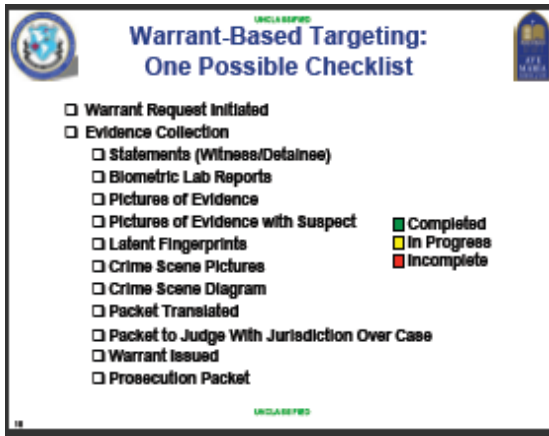 UNCLASSIFIED
Warrant-Based Targeting:
One Possible Checklist
AVE
MARIA
Warrant Request Initiated
Evidence Collection
Statements (Witness/Detainee)
Biometric Lab Reports
Pictures of Evidence
Pictures of Evidence with Suspect
Latent Fingerprints
Crime Scene Pictures
Crime Scene Diagram
Packet Translated
Packet to Judge With Jurisdiction Over Case
Warrant Issued
Prosecution Packet
Completed
In Progress
Incomplete
UNCLASSIFIED